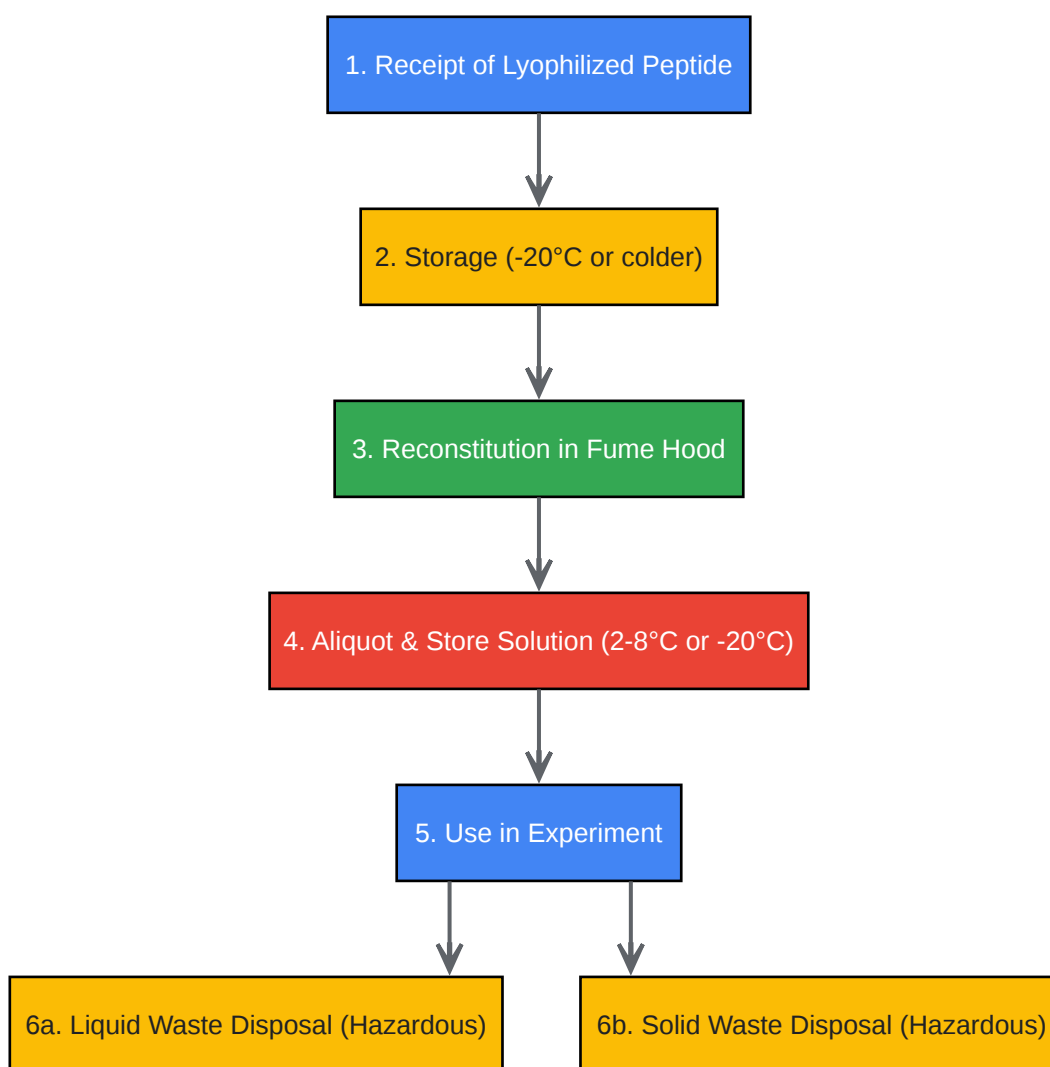 1. Receipt of Lyophilized Peptide
2. Storage (-20°C or colder)
3. Reconstitution in Fume Hood
4. Aliquot & Store Solution (2-8°C or -20°C)
5. Use in Experiment
6a. Liquid Waste Disposal (Hazardous)
6b. Solid Waste Disposal (Hazardous)